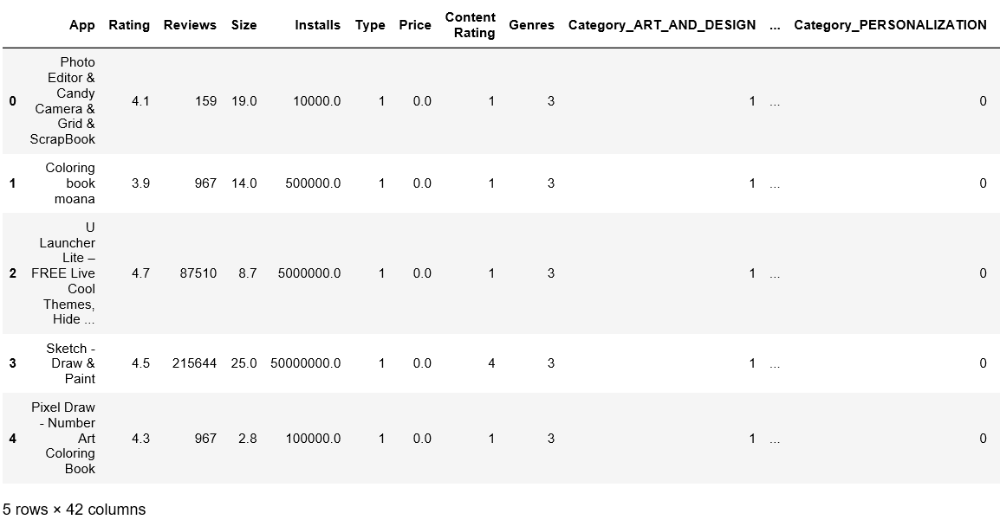 App Rating Reviews Size Installs Type Price Content Rating Genres Category_ART_AND_DESIGN ... Category_PERSONALIZATION
0 Photo Editor & Candy Camera & Grid & ScrapBook 4.1 159 19.0 10000.0 1 0.0 1 3 1 ... 0
1 Coloring book moana 3.9 967 14.0 500000.0 1 0.0 1 3 1 ... 0
2 U Launcher Lite – FREE Live Cool Themes, Hide ... 4.7 87510 8.7 5000000.0 1 0.0 1 3 1 ... 0
3 Sketch - Draw & Paint 4.5 215644 25.0 50000000.0 1 0.0 4 3 1 ... 0
4 Pixel Draw - Number Art Coloring Book 4.3 967 2.8 100000.0 1 0.0 1 3 1 ... 0
5 rows × 42 columns